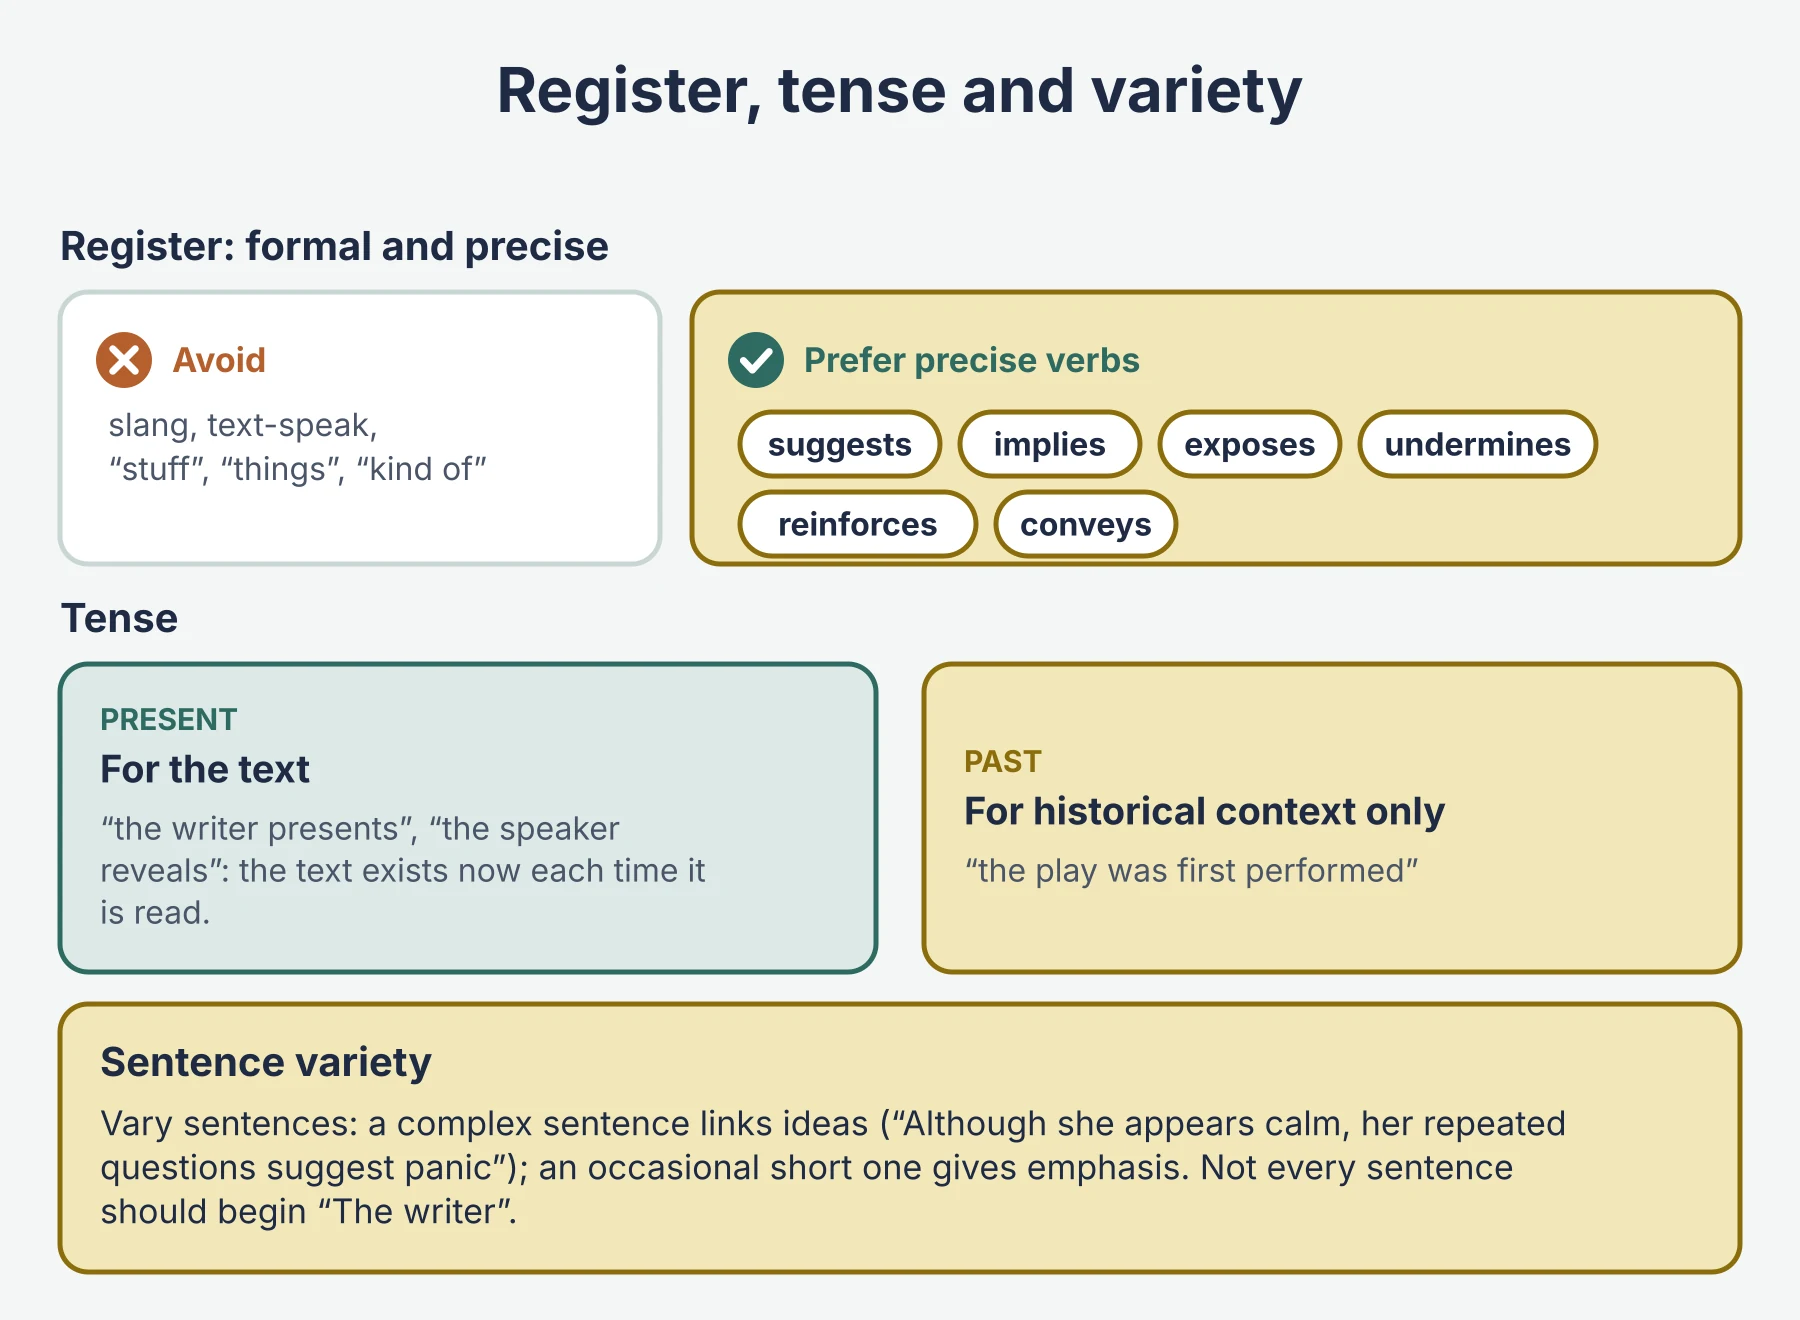 Register, tense and variety
Register: formal and precise
Avoid
slang, text-speak,
“stuff”, “things”, “kind of”
Prefer precise verbs
suggests
implies
exposes
undermines
reinforces
conveys
Tense
PRESENT
For the text
“the writer presents”, “the speaker
reveals”: the text exists now each time it
is read.
PAST
For historical context only
“the play was first performed”
Sentence variety
Vary sentences: a complex sentence links ideas (“Although she appears calm, her repeated
questions suggest panic”); an occasional short one gives emphasis. Not every sentence
should begin “The writer”.